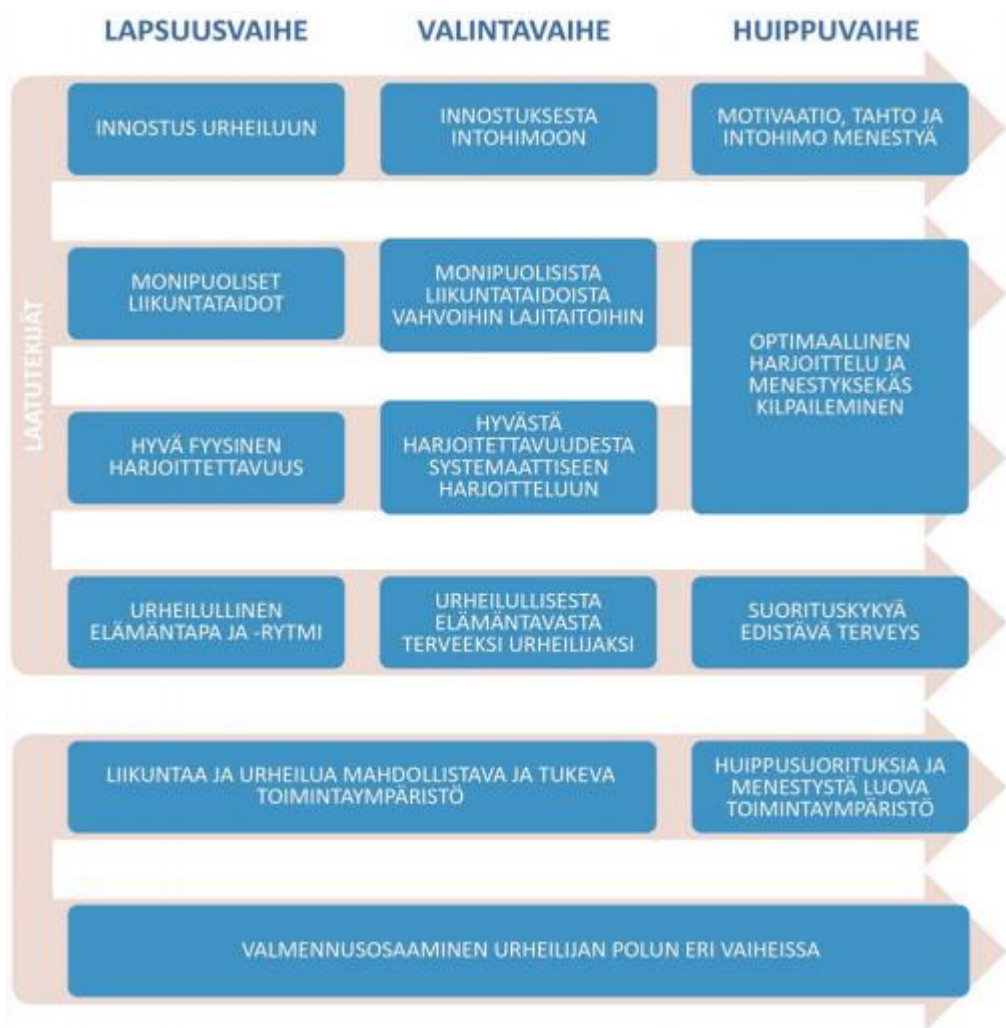 LAPSUUSVAIHE
VALINTAVAIHE
HUIPPUVAIHE
LAATUTEKIJÄT
INNOSTUS URHEILUUN
INNOSTUKSESTA
INTOHIMOON
MOTIVAATIO, TAHTO JA
INTOHIMO MENESTYÄ
MONIPUOLISET
LIIKUNTATAIDOT
MONIPUOLISISTA
LIIKUNTATAIDOISTA
VAHVOIHIN LAJITAITOIHIN
OPTIMAALLINEN
HARJOITTELU JA
MENESTYKSEKÄS
KILPAILEMINEN
HYVÄ FYYSINEN
HARJOITTETTAVUUS
HYVÄSTÄ
HARJOITETTAVUUDESTA
SYSTEMAATTISEEN
HARJOITTELUUN
URHEILULLINEN
ELÄMÄNTAPA JA -RYTMI
URHEILULLISESTA
ELÄMÄNTAVASTA
TERVEEKSI URHEILIJAKSI
SUORITUSKYKYÄ
EDISTÄVÄ TERVEYS
LIIKUNTAA JA URHEILUA MAHDOLLISTAVA JA TUKEVA
TOIMINTAYMPÄRISTÖ
HUIPPUSUORITUKSIA JA
MENESTYSTÄ LUOVA
TOIMINTAYMPÄRISTÖ
VALMENNUSOSAAMINEN URHEILIJAN POLUN ERI VAIHEISSA